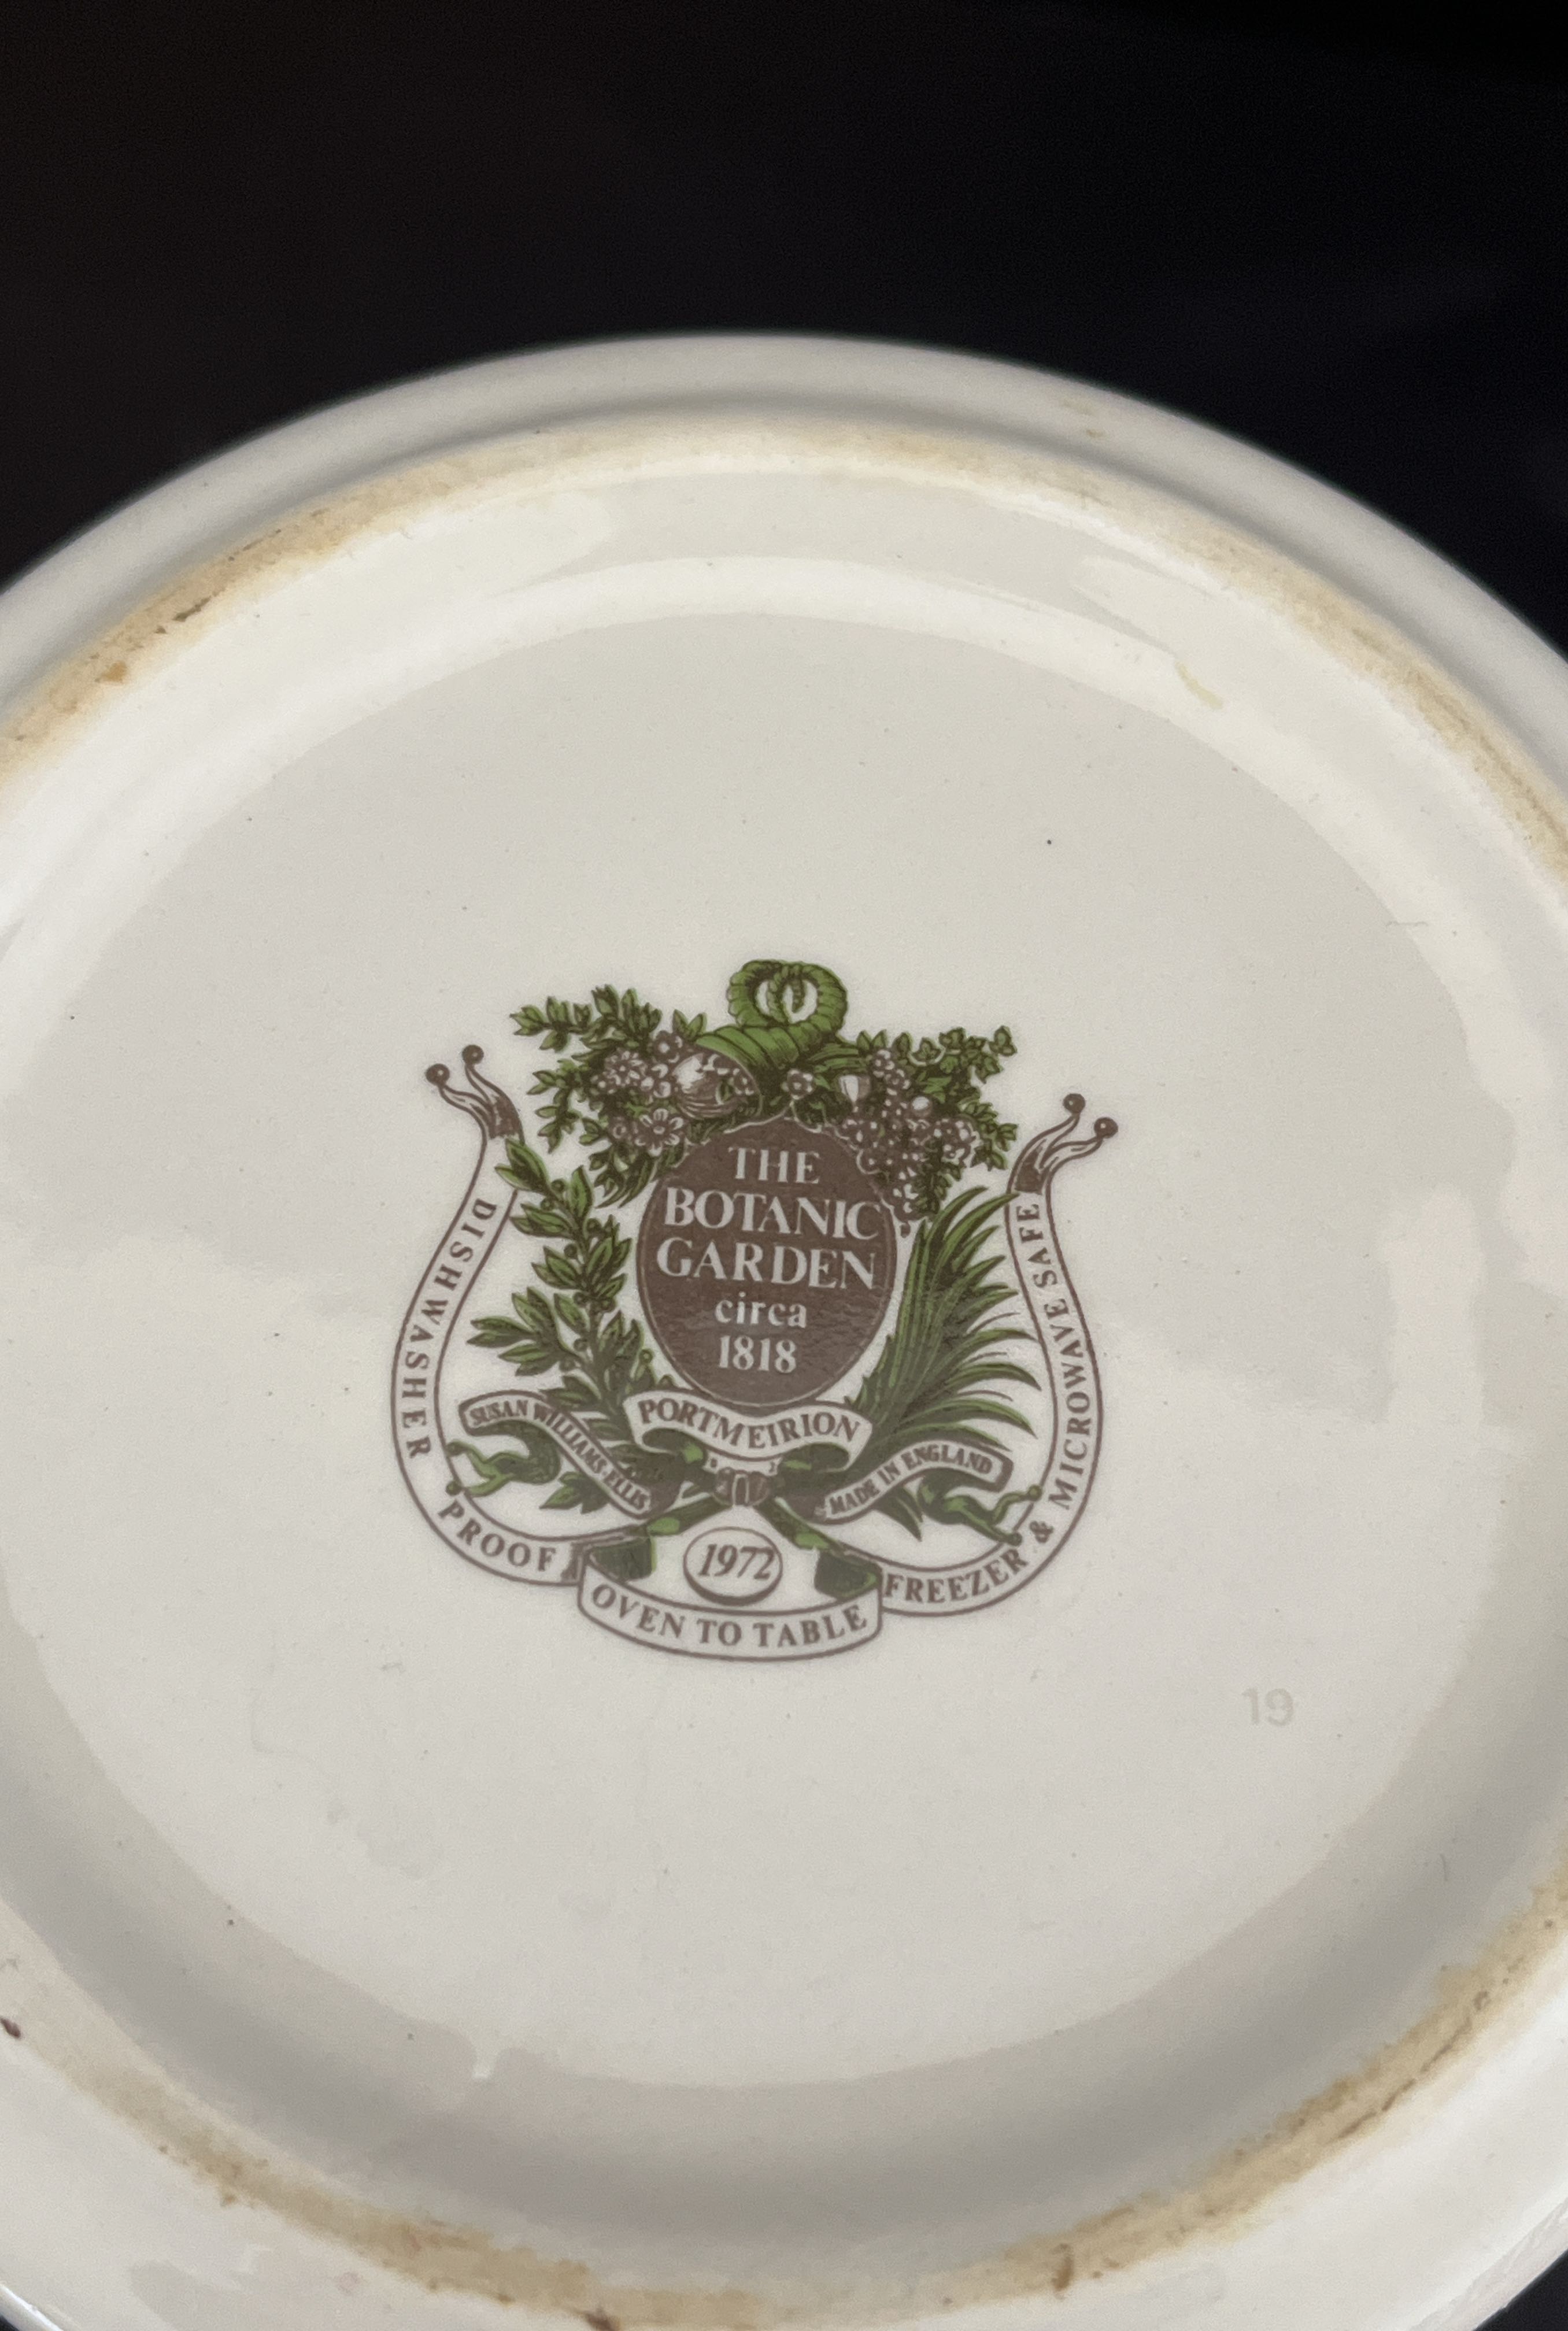 THE
BOTANIC
GARDEN
circa
1818
PORTMEIRION
SUSAN WILLIAMS-ELLIS
MADE IN ENGLAND
1972
DISHWASHER PROOF
OVEN TO TABLE
FREEZER & MICROWAVE SAFE
19